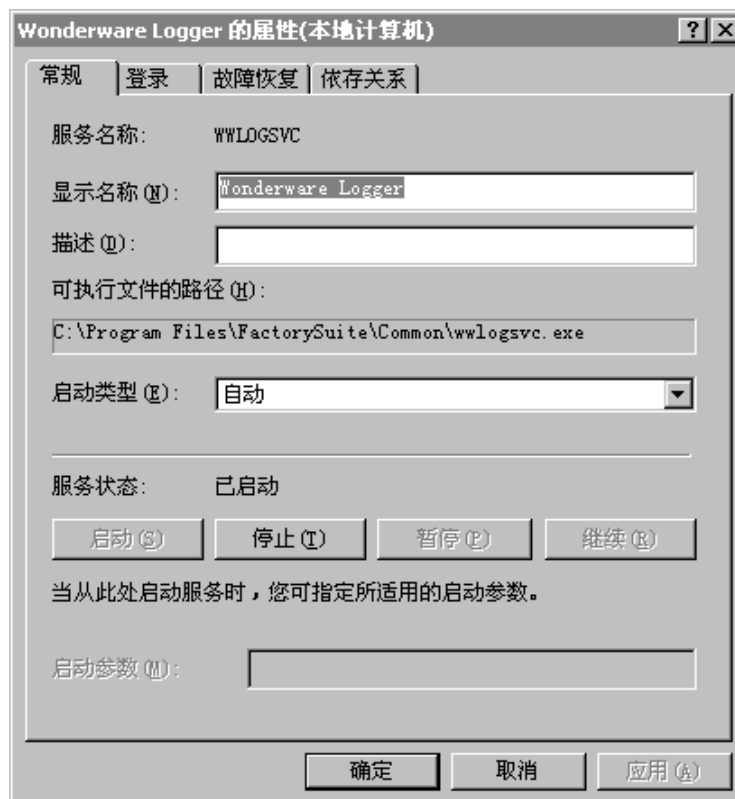 Wonderware Logger 的属性(本地计算机)
常规 登录 故障恢复 依存关系
服务名称: WWLOGSVC
显示名称(N): Wonderware Logger
描述(D):
可执行文件的路径(H):
C:\Program Files\FactorySuite\Common\wwlogsvc.exe
启动类型(E): 自动
服务状态: 已启动
启动(S) 停止(T) 暂停(P) 继续(R)
当从此处启动服务时，您可指定所适用的启动参数。
启动参数(M):
确定 取消 应用(A)